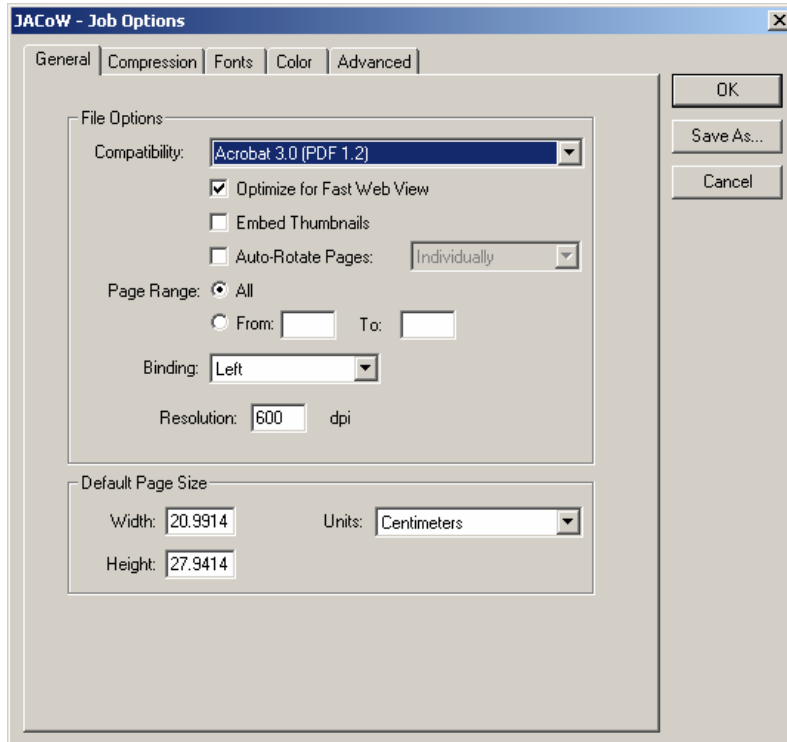 JACoW - Job Options
General Compression Fonts Color Advanced
OK
Save As...
Cancel
File Options
Compatibility: Acrobat 3.0 (PDF 1.2)
Optimize for Fast Web View
Embed Thumbnails
Auto-Rotate Pages: Individually
Page Range: All
From: To:
Binding: Left
Resolution: 600 dpi
Default Page Size
Width: 20.9914 Units: Centimeters
Height: 27.9414